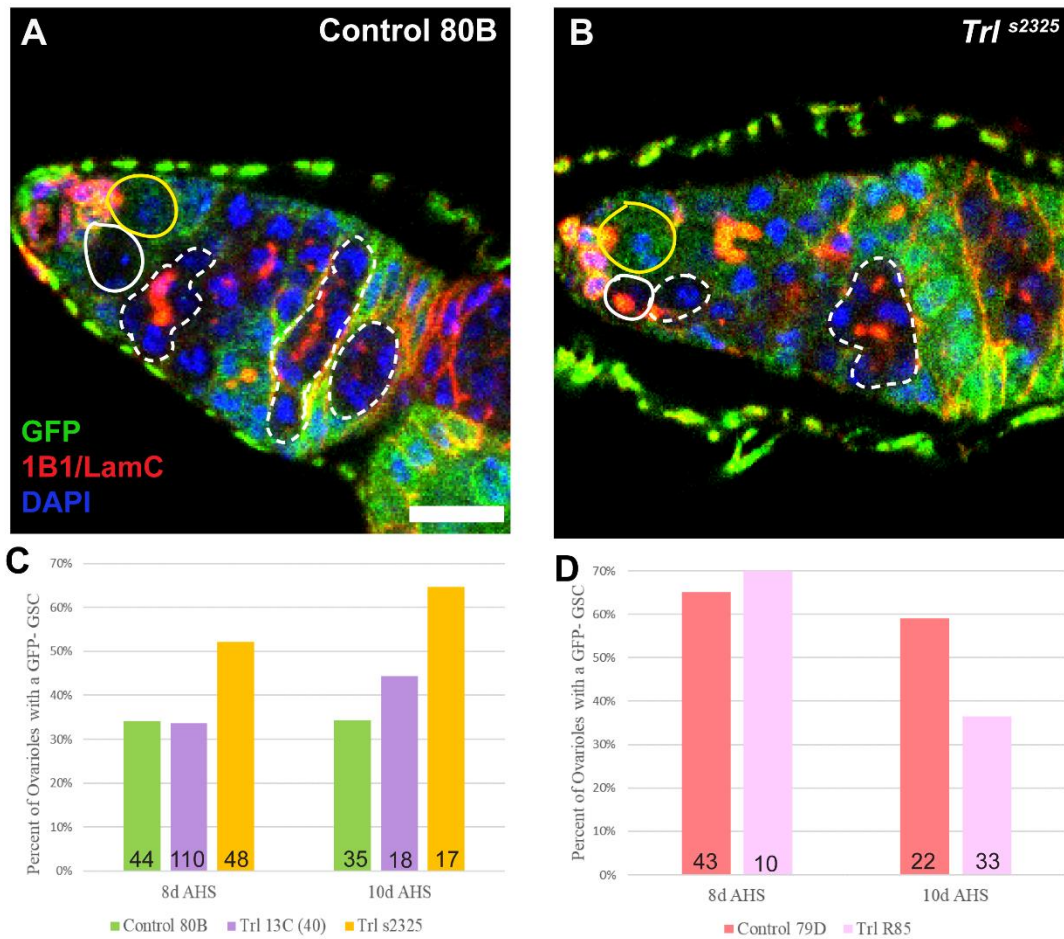 A
Control 80B
B
Trl s2325
GFP
1B1/LamC
DAPI
C
Percent of Ovarioles with a GFP- GSC
70%
60%
50%
40%
30%
20%
10%
0%
44
110
48
35
18
17
8d AHS
10d AHS
Control 80B
Trl 13C (40)
Trl s2325
D
Percent of Ovarioles with a GFP- GSC
70%
60%
50%
40%
30%
20%
10%
0%
43
10
22
33
8d AHS
10d AHS
Control 79D
Trl R85